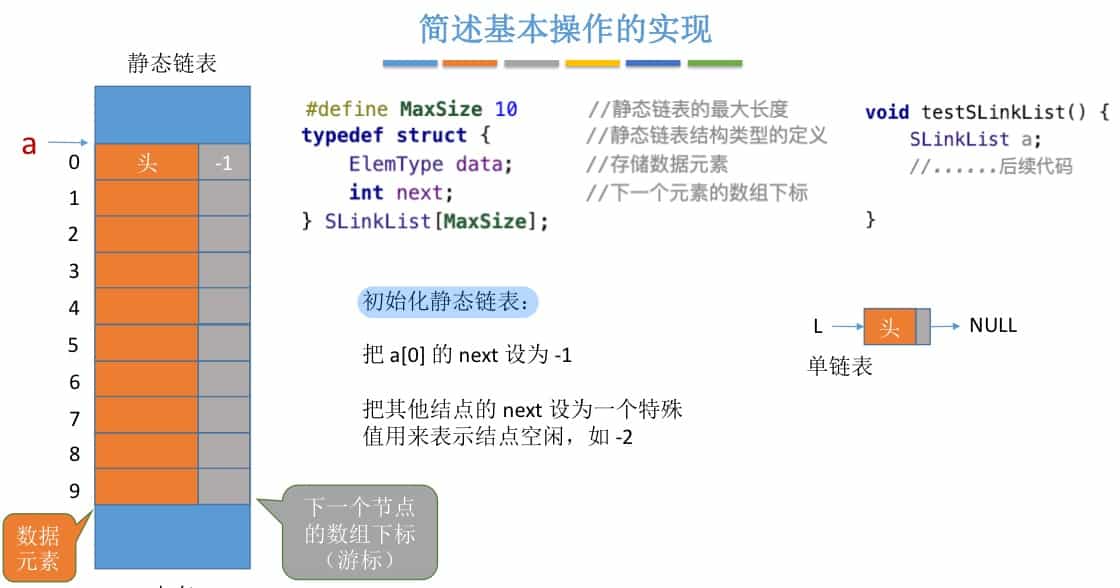 简述基本操作的实现
静态链表
a
0 头 -1
1
2
3
4
5
6
7
8
9
数据
元素
下一个节点
的数组下标
（游标）
#define MaxSize 10 //静态链表的最大长度
typedef struct { //静态链表结构类型的定义
ElemType data; //存储数据元素
int next; //下一个元素的数组下标
} SLinkList[MaxSize];
void testSLinkList() {
SLinkList a;
//......后续代码
}
初始化静态链表：
把 a[0] 的 next 设为 -1
把其他结点的 next 设为一个特殊
值用来表示结点空闲，如 -2
L 头 NULL
单链表